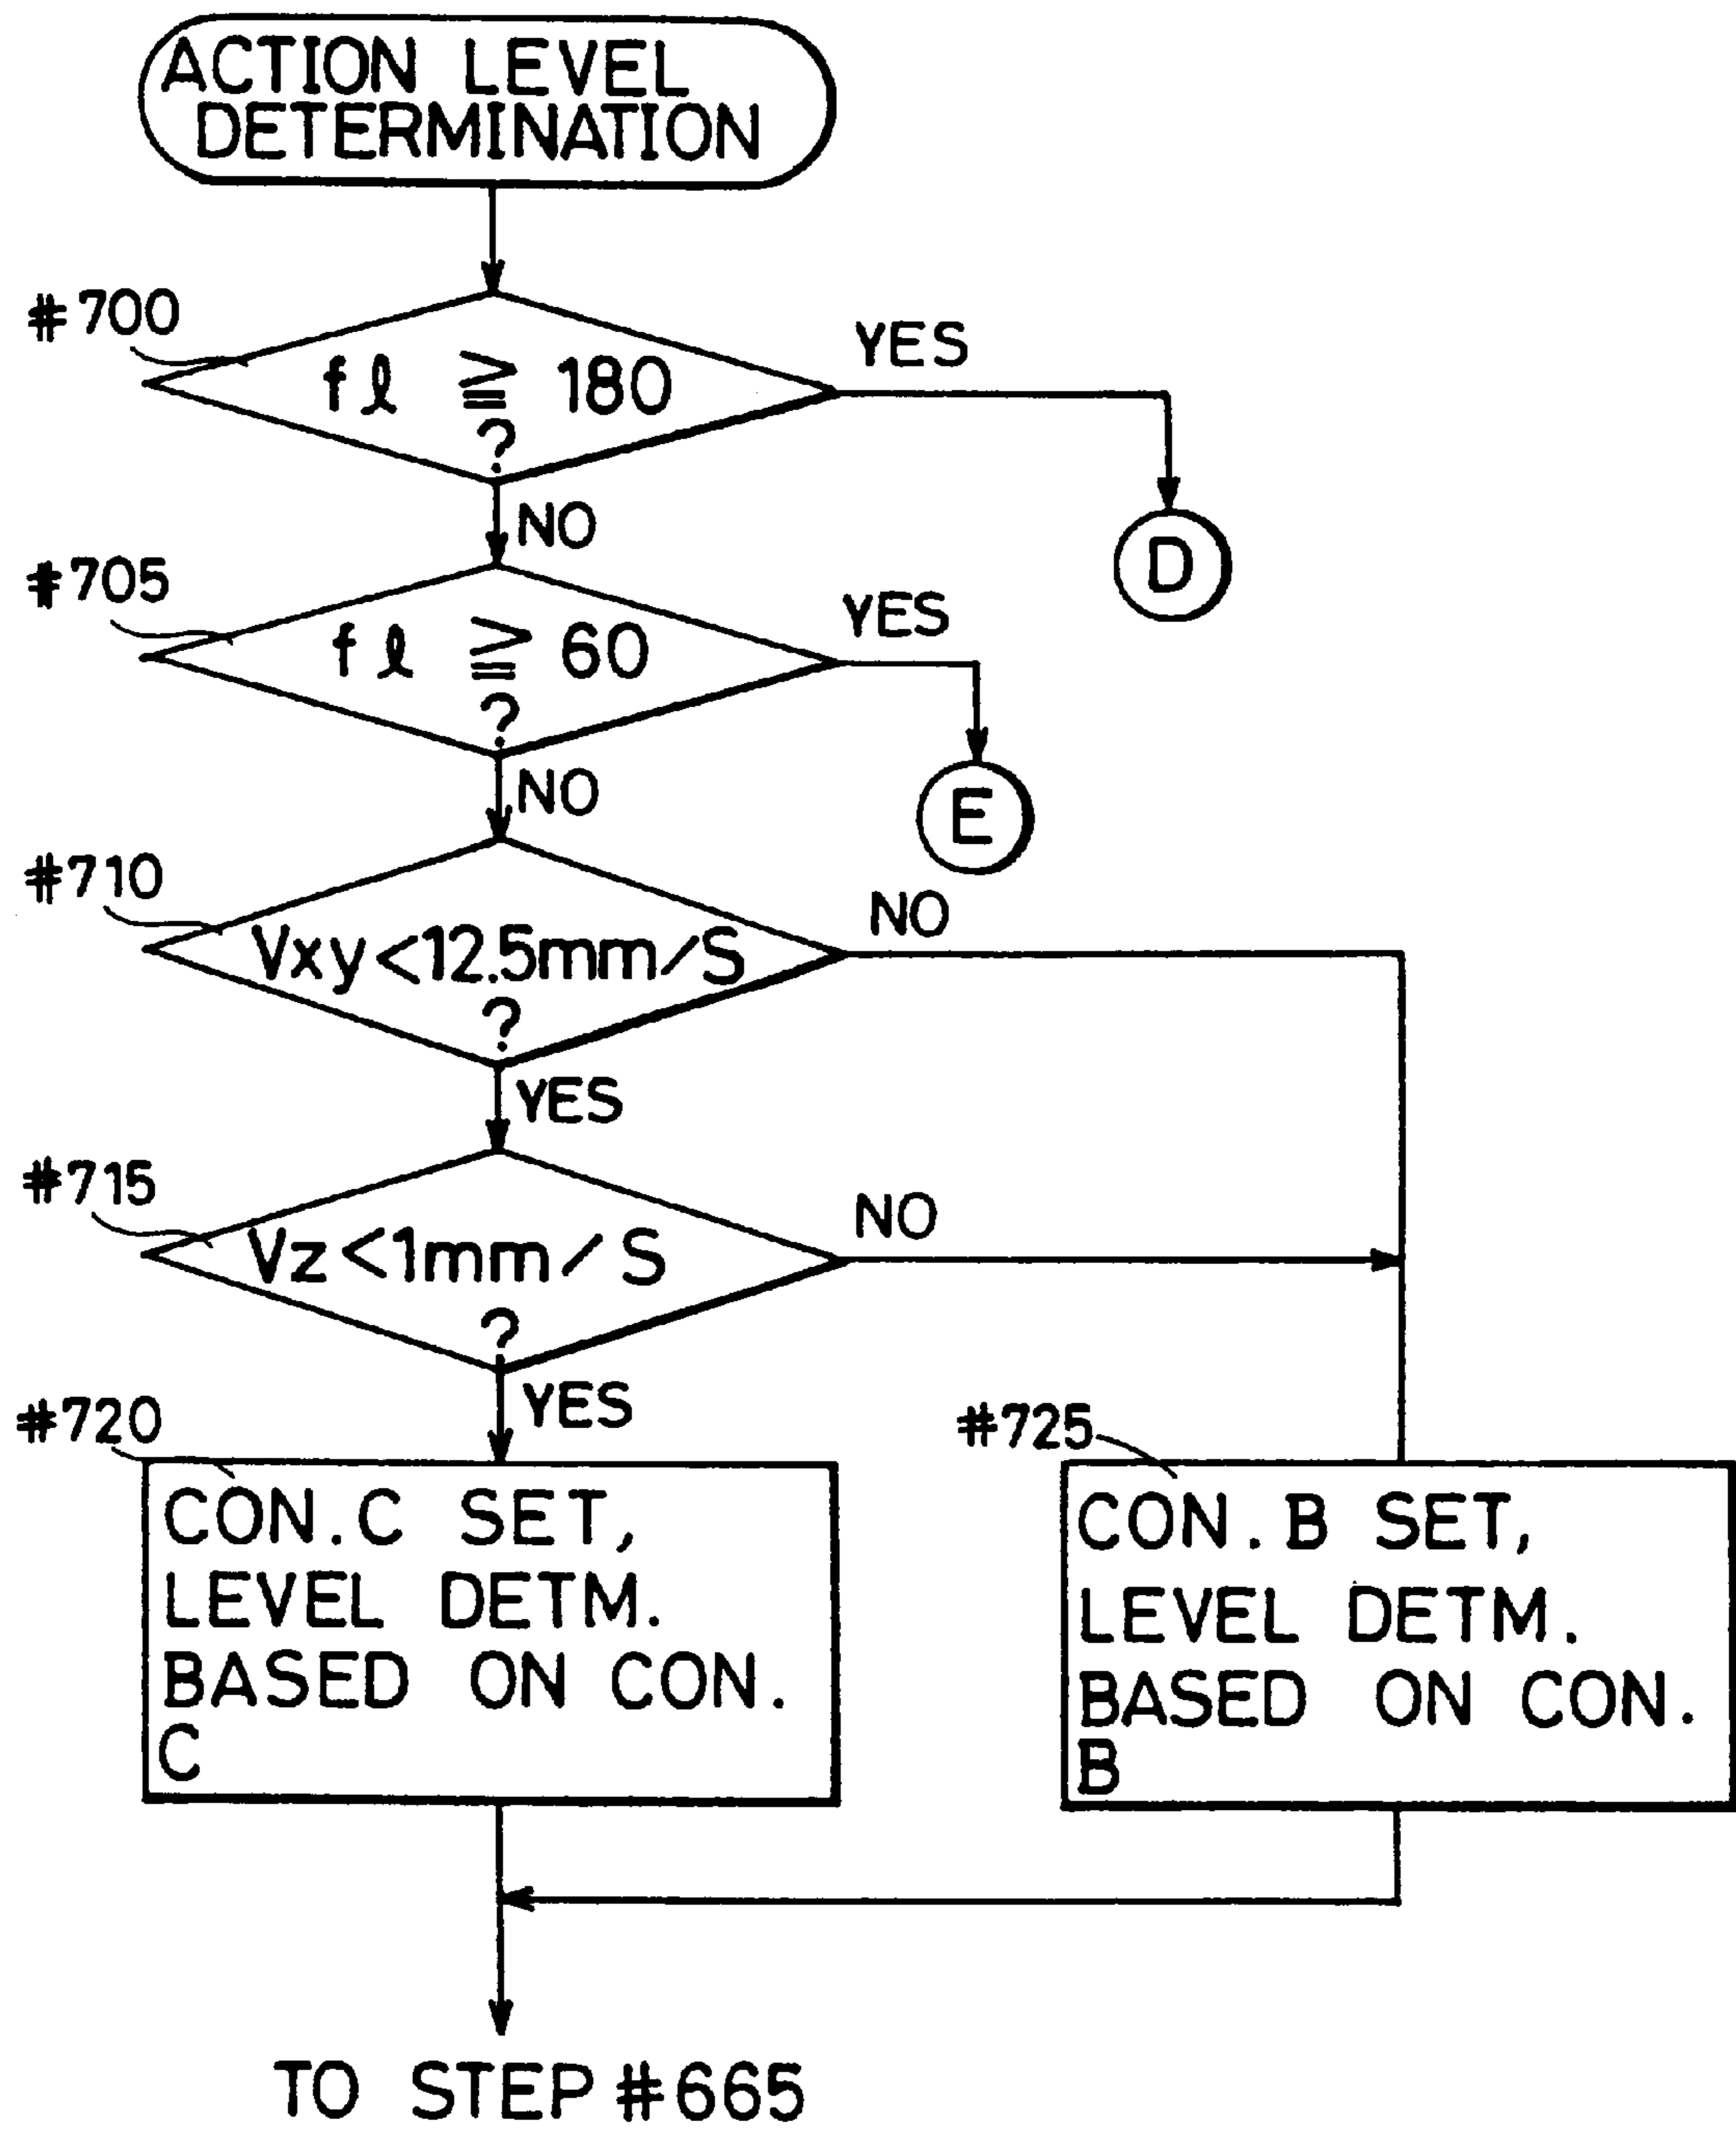 ACTION LEVEL
DETERMINATION
#700
fℓ ≧ 180
?
YES
D
NO
#705
fℓ ≧ 60
?
YES
E
NO
#710
Vxy<12.5mm/S
?
NO
YES
#715
Vz<1mm/S
?
NO
YES
#720
CON.C SET,
LEVEL DETM.
BASED ON CON.
C
#725
CON.B SET,
LEVEL DETM.
BASED ON CON.
B
TO STEP #665